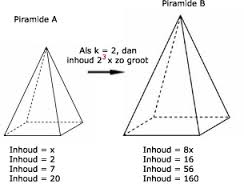 Piramide A
Piramide B
Als k = 2, dan
inhoud 2³x zo groot
Inhoud = x
Inhoud = 2
Inhoud = 7
Inhoud = 20
Inhoud = 8x
Inhoud = 16
Inhoud = 56
Inhoud = 160